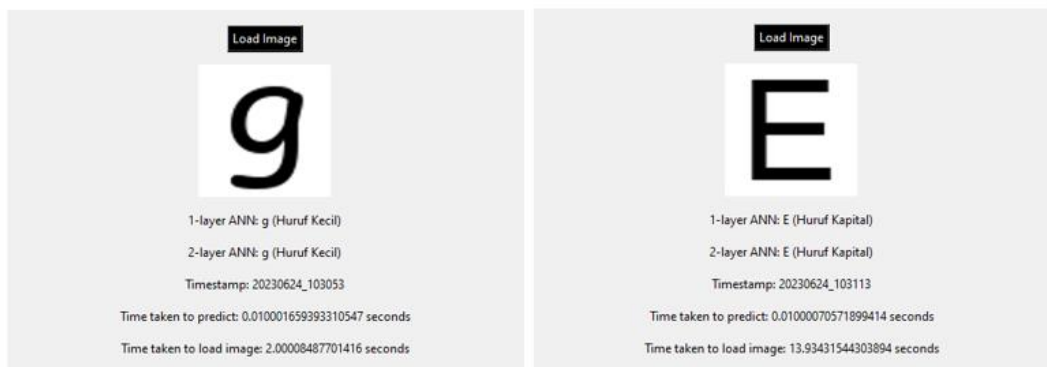 Load Image
g
1-layer ANN: g (Huruf Kecil)
2-layer ANN: g (Huruf Kecil)
Timestamp: 20230624_103053
Time taken to predict: 0.010001659393310547 seconds
Time taken to load image: 2.00008487701416 seconds
Load Image
E
1-layer ANN: E (Huruf Kapital)
2-layer ANN: E (Huruf Kapital)
Timestamp: 20230624_103113
Time taken to predict: 0.01000070571899414 seconds
Time taken to load image: 13.93431544303894 seconds